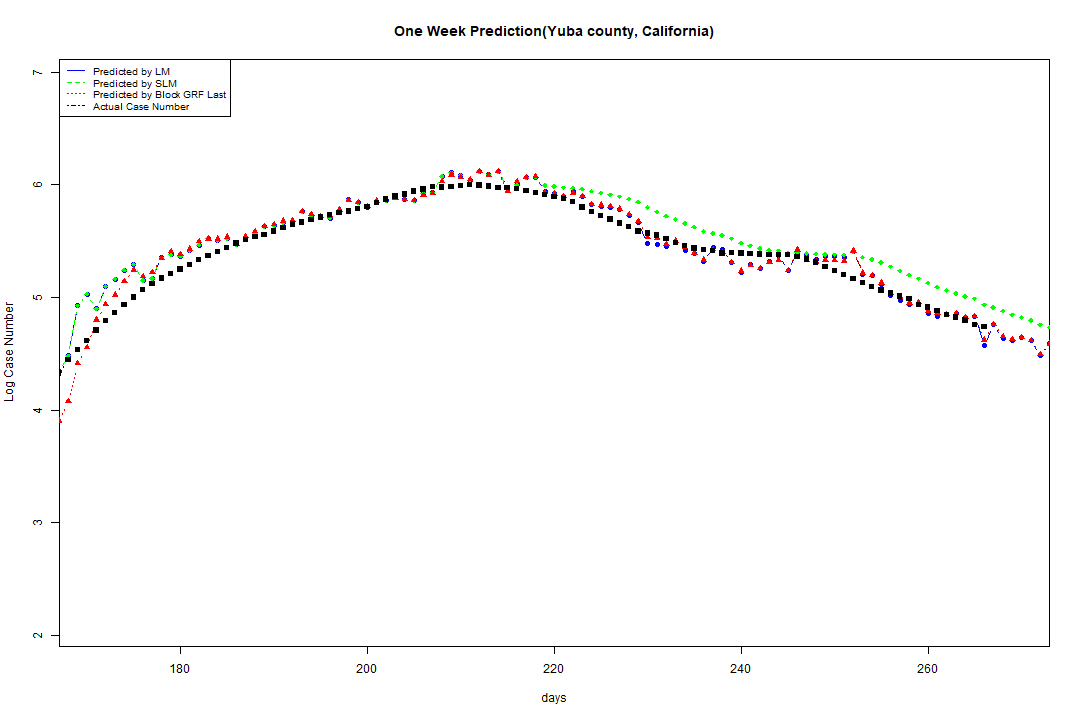 One Week Prediction(Yuba county, California)
Predicted by LM
Predicted by SLM
Predicted by Block GRF Last
Actual Case Number
7
6
5
4
3
2
Log Case Number
180 200 220 240 260
days